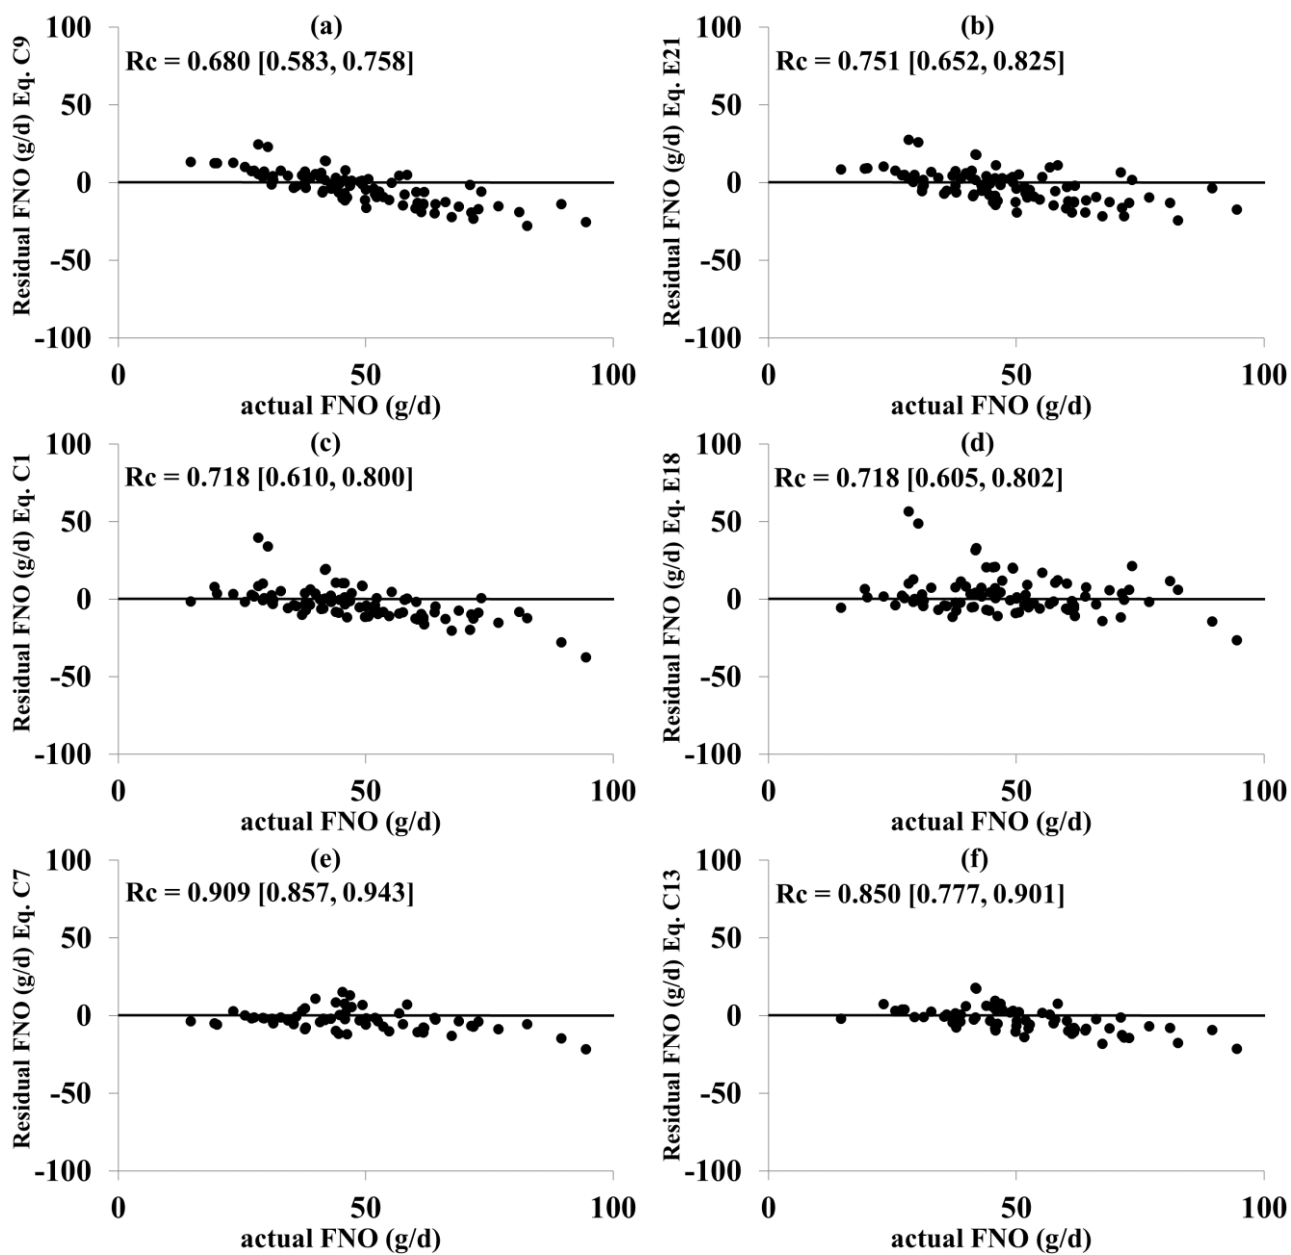 (a)
Rc = 0.680 [0.583, 0.758]
Residual FNO (g/d) Eq. C9
100
50
0
-50
-100
0
50
100
actual FNO (g/d)
(b)
Rc = 0.751 [0.652, 0.825]
Residual FNO (g/d) Eq. E21
100
50
0
-50
-100
0
50
100
actual FNO (g/d)
(c)
Rc = 0.718 [0.610, 0.800]
Residual FNO (g/d) Eq. C1
100
50
0
-50
-100
0
50
100
actual FNO (g/d)
(d)
Rc = 0.718 [0.605, 0.802]
Residual FNO (g/d) Eq. E18
100
50
0
-50
-100
0
50
100
actual FNO (g/d)
(e)
Rc = 0.909 [0.857, 0.943]
Residual FNO (g/d) Eq. C7
100
50
0
-50
-100
0
50
100
actual FNO (g/d)
(f)
Rc = 0.850 [0.777, 0.901]
Residual FNO (g/d) Eq. C13
100
50
0
-50
-100
0
50
100
actual FNO (g/d)